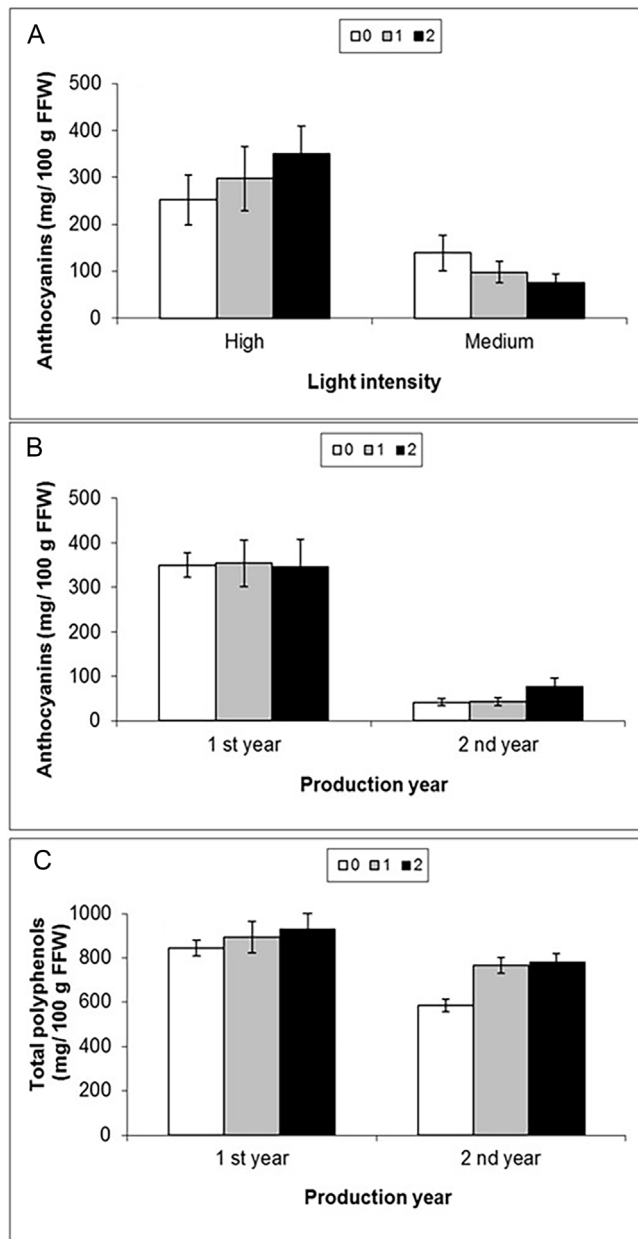 A
0 1 2
500
400
300
200
100
0
Anthocyanins (mg/ 100 g FFW)
High Medium
Light intensity
B
0 1 2
500
400
300
200
100
0
Anthocyanins (mg/ 100 g FFW)
1 st year 2 nd year
Production year
C
0 1 2
1000
800
600
400
200
0
Total polyphenols
(mg/ 100 g FFW)
1 st year 2 nd year
Production year